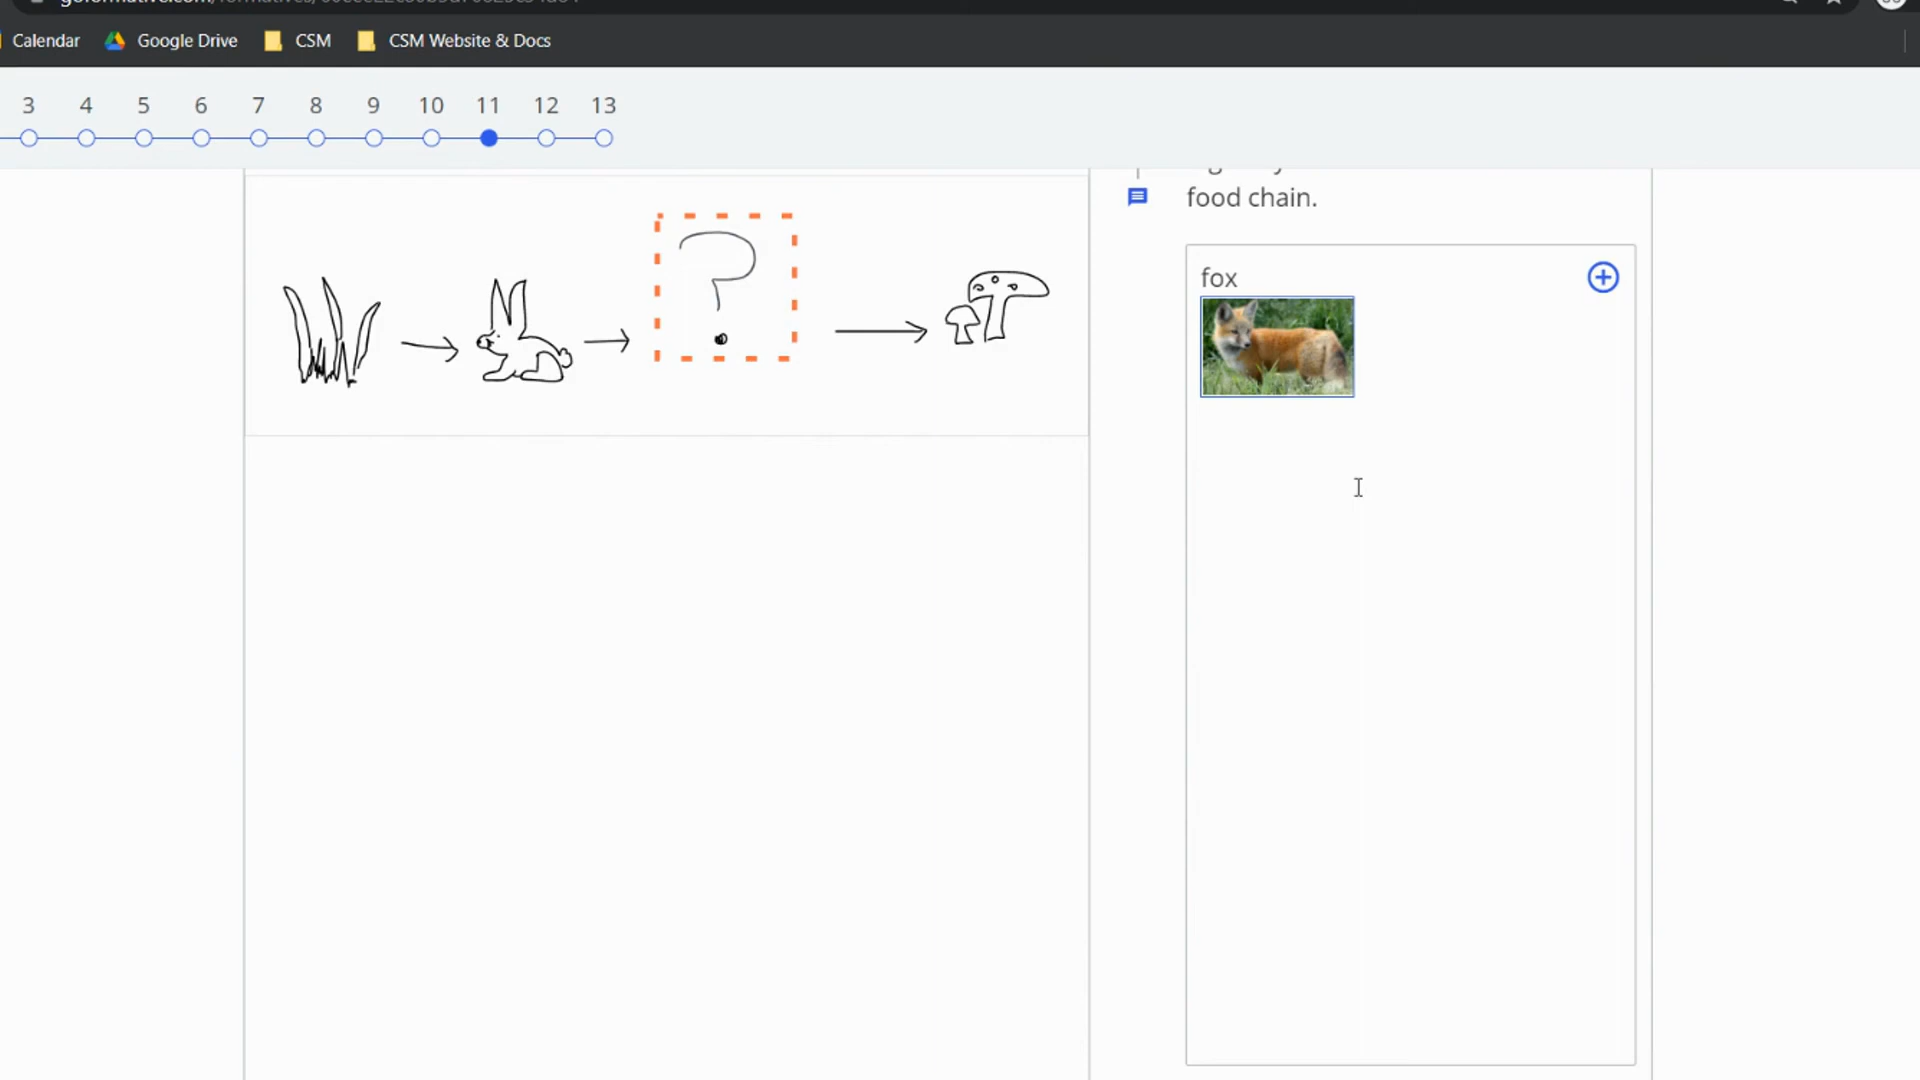 Calendar Google Drive CSM CSM Website & Docs
3 4 5 6 7 8 9 10 11 12 13
food chain.
?
fox